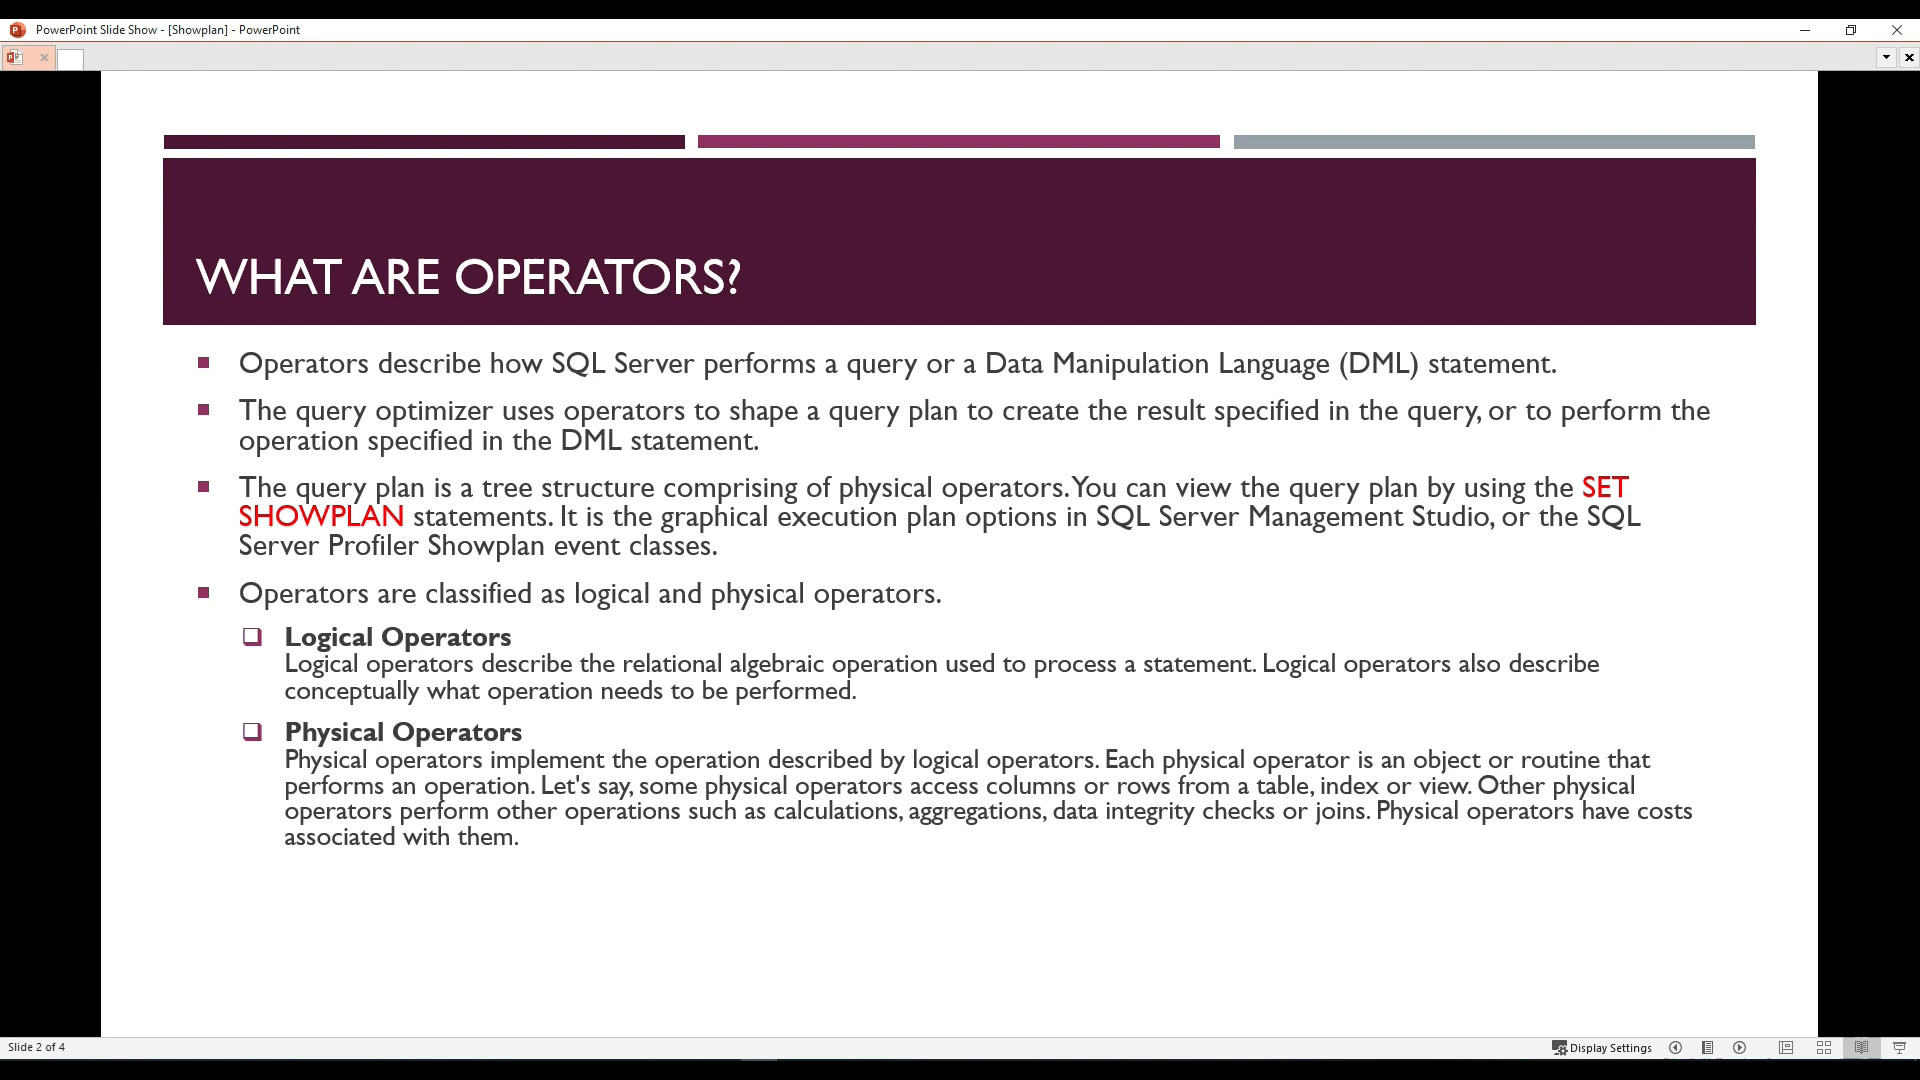 PowerPoint Slide Show - [Showplan] - PowerPoint
WHAT ARE OPERATORS?
Operators describe how SQL Server performs a query or a Data Manipulation Language (DML) statement.
The query optimizer uses operators to shape a query plan to create the result specified in the query, or to perform the
operation specified in the DML statement.
The query plan is a tree structure comprising of physical operators. You can view the query plan by using the SET
SHOWPLAN statements. It is the graphical execution plan options in SQL Server Management Studio, or the SQL
Server Profiler Showplan event classes.
Operators are classified as logical and physical operators.
Logical Operators
Logical operators describe the relational algebraic operation used to process a statement. Logical operators also describe
conceptually what operation needs to be performed.
Physical Operators
Physical operators implement the operation described by logical operators. Each physical operator is an object or routine that
performs an operation. Let's say, some physical operators access columns or rows from a table, index or view. Other physical
operators perform other operations such as calculations, aggregations, data integrity checks or joins. Physical operators have costs
associated with them.
Slide 2 of 4
Display Settings